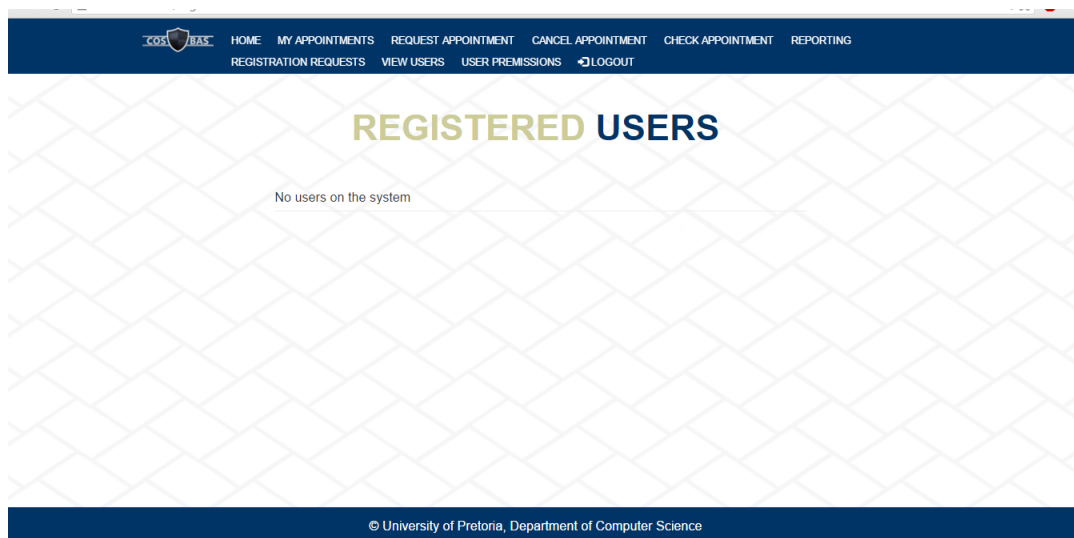 COS BAS HOME MY APPOINTMENTS REQUEST APPOINTMENT CANCEL APPOINTMENT CHECK APPOINTMENT REPORTING
REGISTRATION REQUESTS VIEW USERS USER PREMISSIONS LOGOUT
REGISTERED USERS
No users on the system
© University of Pretoria, Department of Computer Science